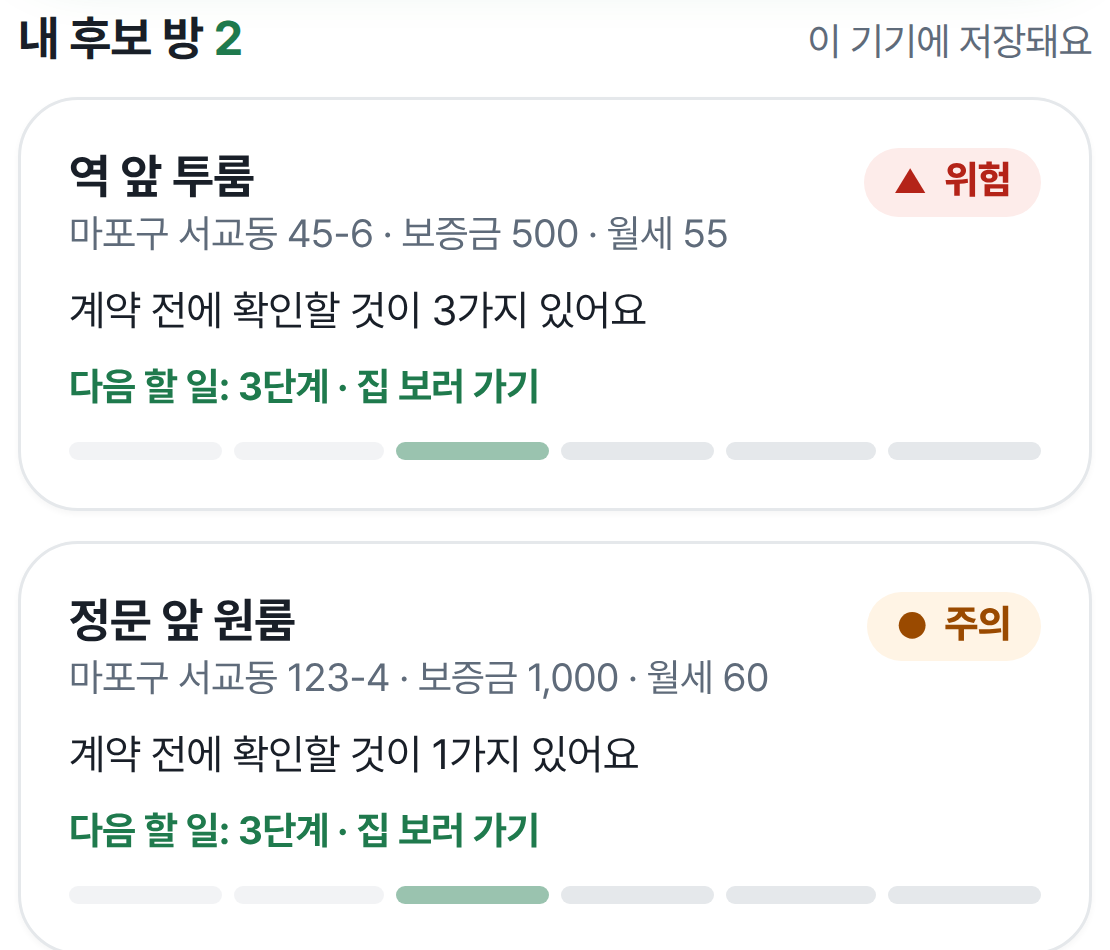 내 후보 방 2
이 기기에 저장돼요
역 앞 투룸
위험
마포구 서교동 45-6 · 보증금 500 · 월세 55
계약 전에 확인할 것이 3가지 있어요
다음 할 일: 3단계 · 집 보러 가기
정문 앞 원룸
주의
마포구 서교동 123-4 · 보증금 1,000 · 월세 60
계약 전에 확인할 것이 1가지 있어요
다음 할 일: 3단계 · 집 보러 가기